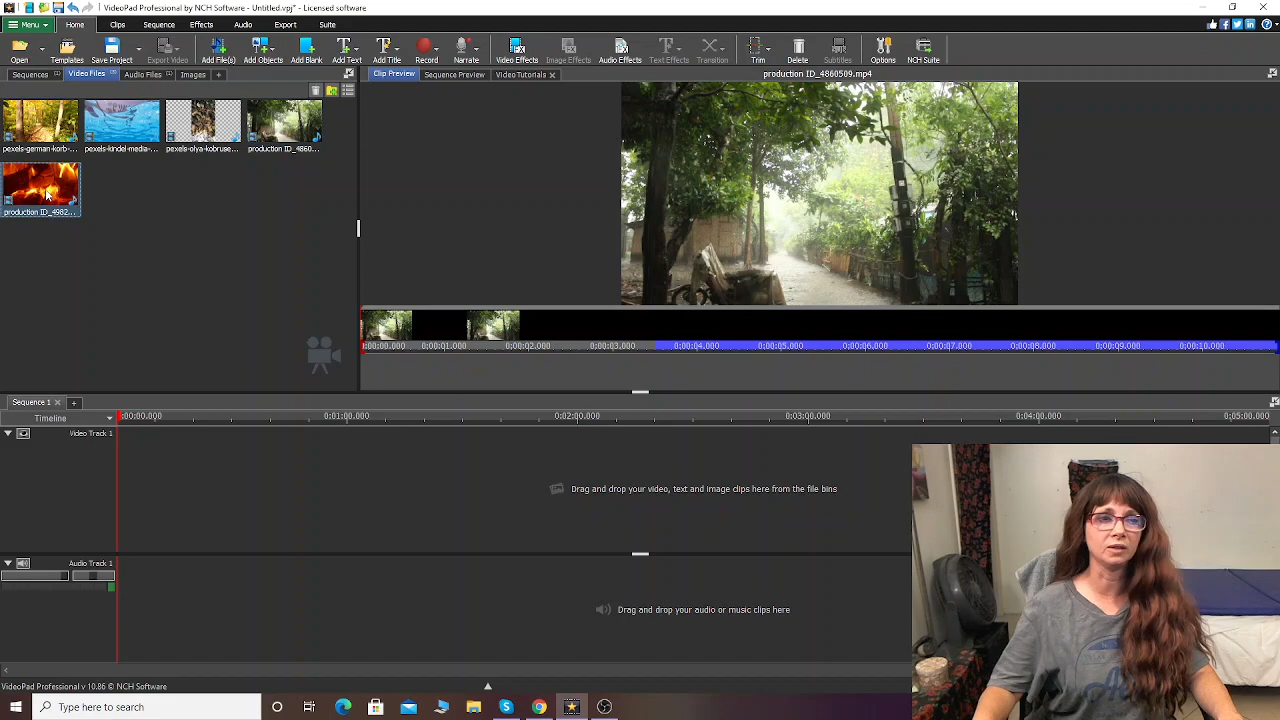 VideoPad Professional by NCH Software - Untitled.vpj* - Licensed software
Menu Home Clips Sequence Effects Audio Export Suite
Open Templates Save Project Export Video Add File(s) Add Objects Add Blank Add Text Add Title Record Narrate Video Effects Image Effects Audio Effects Text Effects Transition Trim Delete Subtitles Options NCH Suite
Sequences Video Files Audio Files Images + Clip Preview Sequence Preview Video Tutorials production ID_4860509.mp4
pexels-german-korb-... pexels-kindel-media-... pexels-olya-kobruse... production ID_4860...
production ID_4982...
0:00:00.000 0:00:01.000 0:00:02.000 0:00:03.000 0:00:04.000 0:00:05.000 0:00:06.000 0:00:07.000 0:00:08.000 0:00:09.000 0:00:10.000
Sequence 1 +
Timeline :00:00.000 0:01:00.000 0:02:00.000 0:03:00.000 0:04:00.000 0:05:00.000
Video Track 1
Drag and drop your video, text and image clips here from the file bins
Audio Track 1
Drag and drop your audio or music clips here
VideoPad Professional v 10.86 © NCH Software
Type here to search